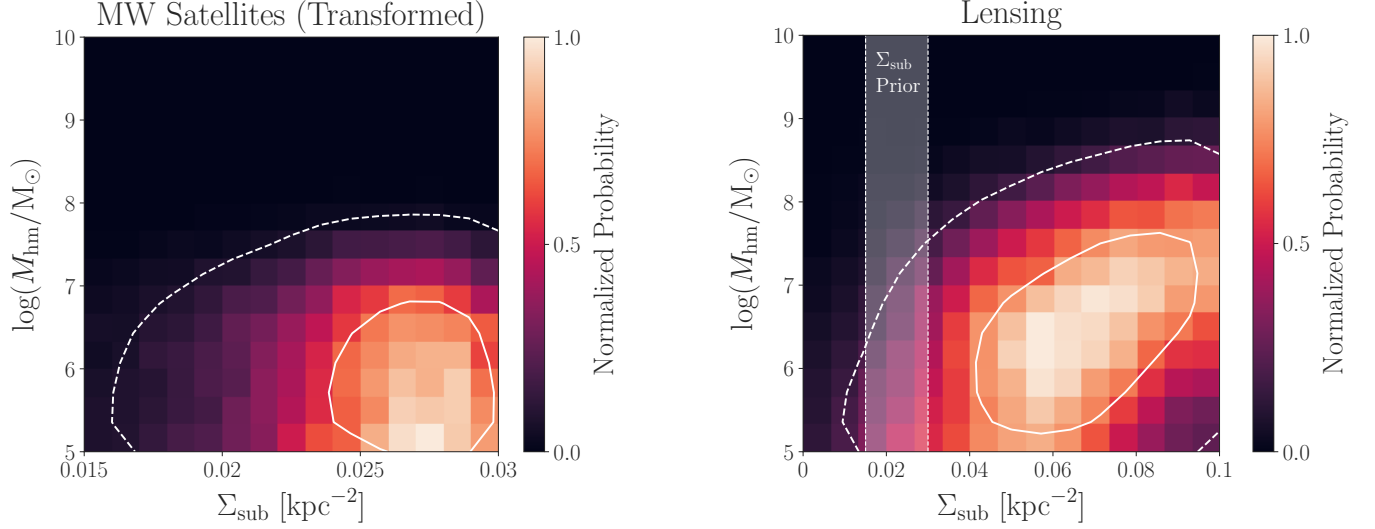 MW Satellites (Transformed)
10
9
8
7
6
5
log(M_hm/M_⊙)
0.015
0.02
0.025
0.03
Σ_sub [kpc⁻²]
1.0
0.5
0.0
Normalized Probability
Lensing
Σ_sub
Prior
10
9
8
7
6
5
log(M_hm/M_⊙)
0
0.02
0.04
0.06
0.08
0.1
Σ_sub [kpc⁻²]
1.0
0.5
0.0
Normalized Probability